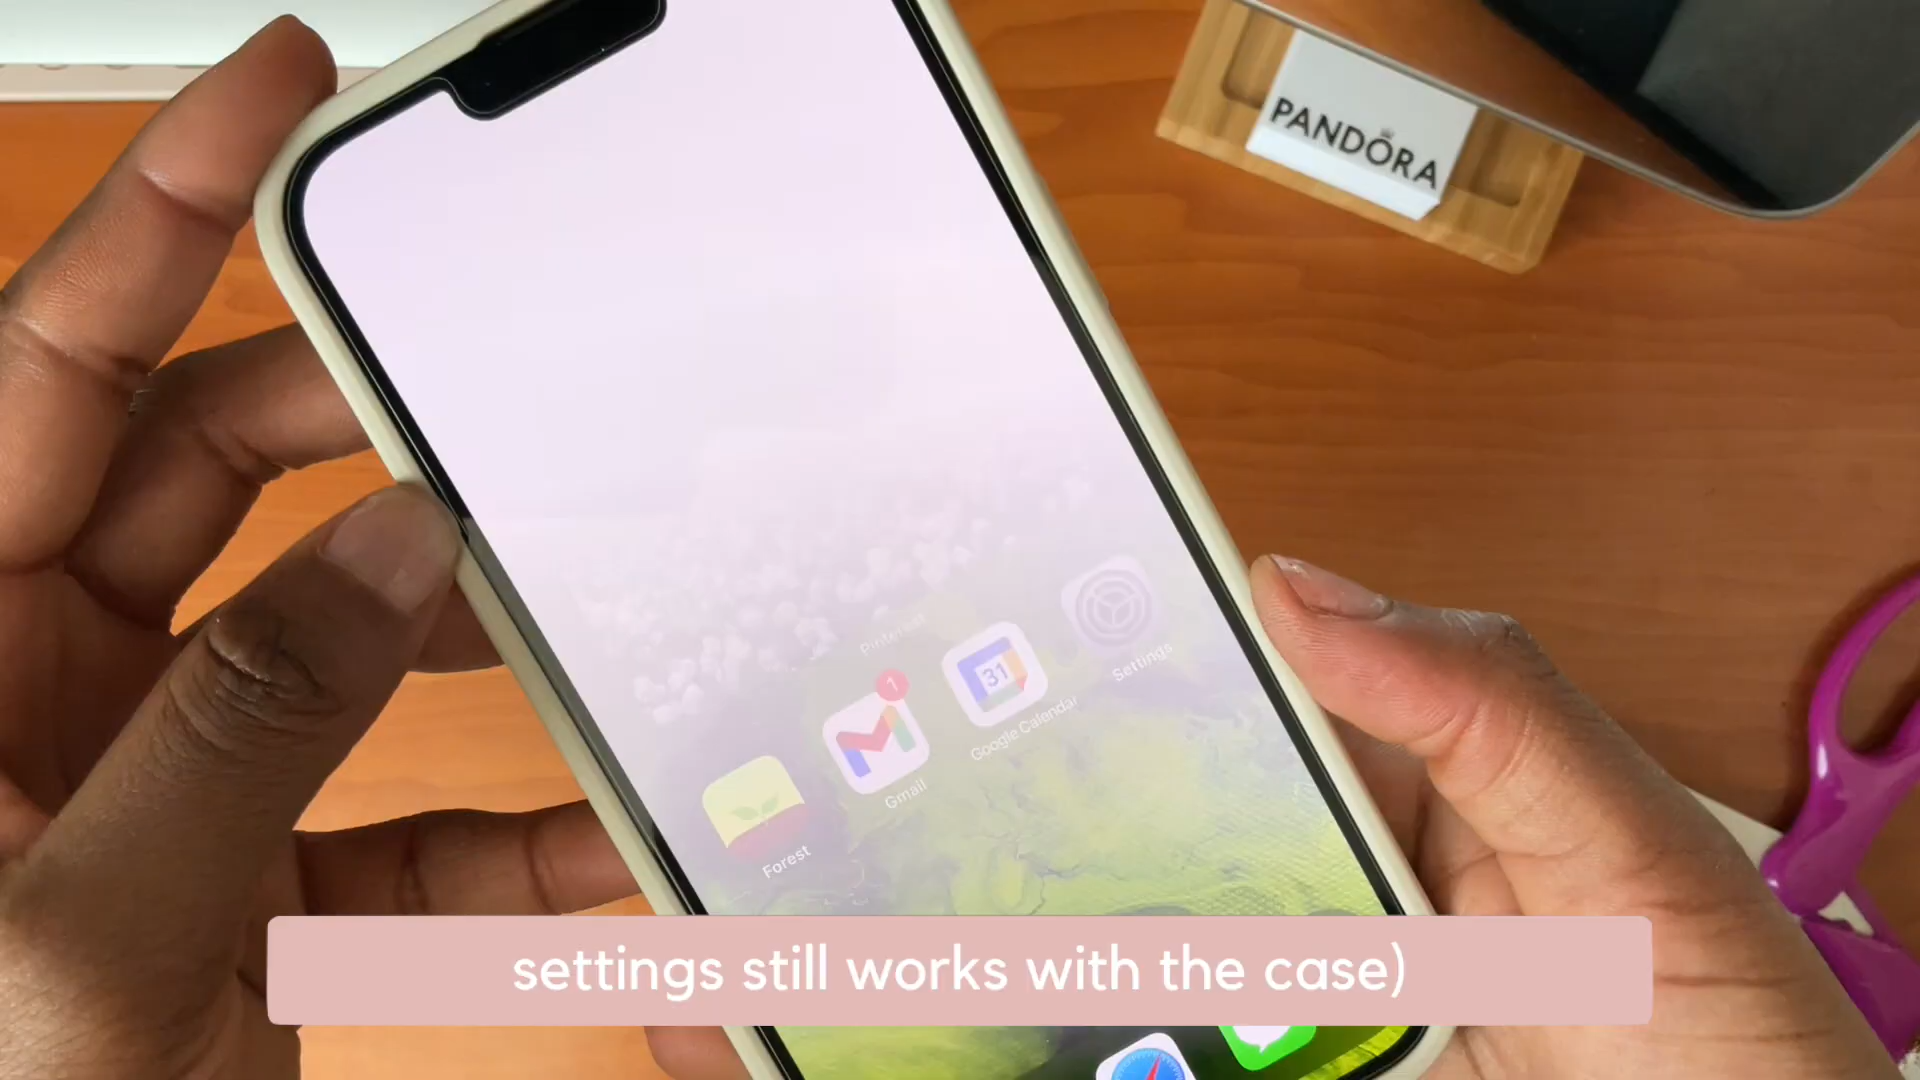 PANDORA
Pinterest
Settings
31
Google Calendar
1
Gmail
Forest
settings still works with the case)